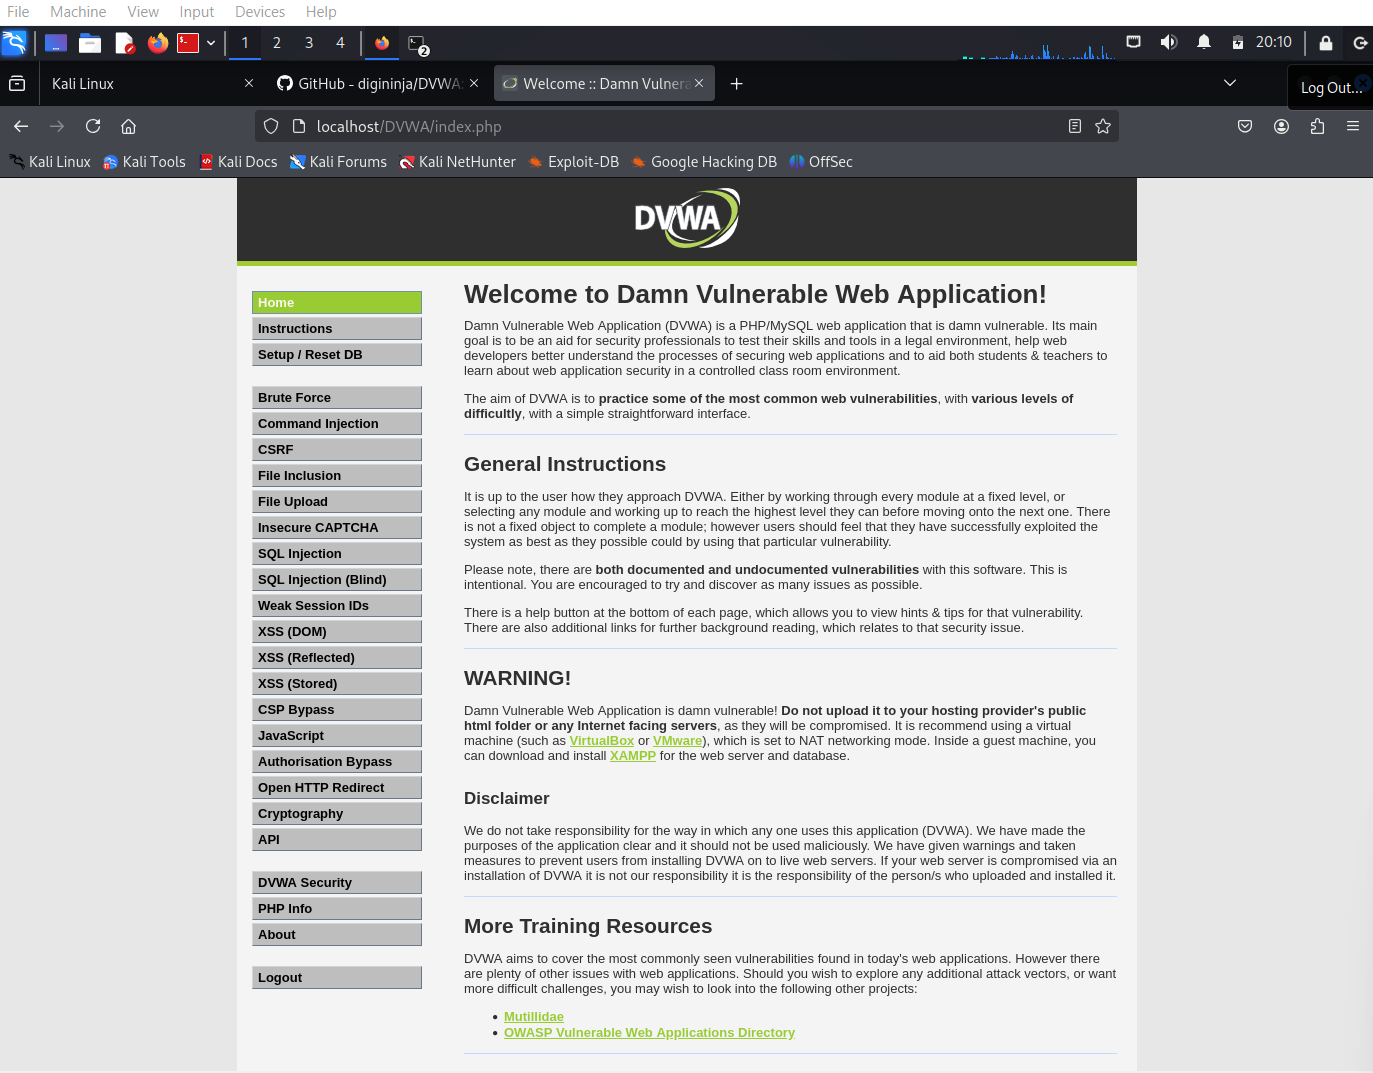 File Machine View Input Devices Help
1 2 3 4 2 20:10
Kali Linux GitHub - digininja/DVWA: Welcome :: Damn Vulnera
Log Out...
localhost/DVWA/index.php
Kali Linux Kali Tools Kali Docs Kali Forums Kali NetHunter Exploit-DB Google Hacking DB OffSec
DVWA
Home
Instructions
Setup / Reset DB
Brute Force
Command Injection
CSRF
File Inclusion
File Upload
Insecure CAPTCHA
SQL Injection
SQL Injection (Blind)
Weak Session IDs
XSS (DOM)
XSS (Reflected)
XSS (Stored)
CSP Bypass
JavaScript
Authorisation Bypass
Open HTTP Redirect
Cryptography
API
DVWA Security
PHP Info
About
Logout
Welcome to Damn Vulnerable Web Application!
Damn Vulnerable Web Application (DVWA) is a PHP/MySQL web application that is damn vulnerable. Its main
goal is to be an aid for security professionals to test their skills and tools in a legal environment, help web
developers better understand the processes of securing web applications and to aid both students & teachers to
learn about web application security in a controlled class room environment.
The aim of DVWA is to practice some of the most common web vulnerabilities, with various levels of
difficultly, with a simple straightforward interface.
General Instructions
It is up to the user how they approach DVWA. Either by working through every module at a fixed level, or
selecting any module and working up to reach the highest level they can before moving onto the next one. There
is not a fixed object to complete a module; however users should feel that they have successfully exploited the
system as best as they possible could by using that particular vulnerability.
Please note, there are both documented and undocumented vulnerabilities with this software. This is
intentional. You are encouraged to try and discover as many issues as possible.
There is a help button at the bottom of each page, which allows you to view hints & tips for that vulnerability.
There are also additional links for further background reading, which relates to that security issue.
WARNING!
Damn Vulnerable Web Application is damn vulnerable! Do not upload it to your hosting provider's public
html folder or any Internet facing servers, as they will be compromised. It is recommend using a virtual
machine (such as VirtualBox or VMware), which is set to NAT networking mode. Inside a guest machine, you
can download and install XAMPP for the web server and database.
Disclaimer
We do not take responsibility for the way in which any one uses this application (DVWA). We have made the
purposes of the application clear and it should not be used maliciously. We have given warnings and taken
measures to prevent users from installing DVWA on to live web servers. If your web server is compromised via an
installation of DVWA it is not our responsibility it is the responsibility of the person/s who uploaded and installed it.
More Training Resources
DVWA aims to cover the most commonly seen vulnerabilities found in today's web applications. However there
are plenty of other issues with web applications. Should you wish to explore any additional attack vectors, or want
more difficult challenges, you may wish to look into the following other projects:
Mutillidae
OWASP Vulnerable Web Applications Directory